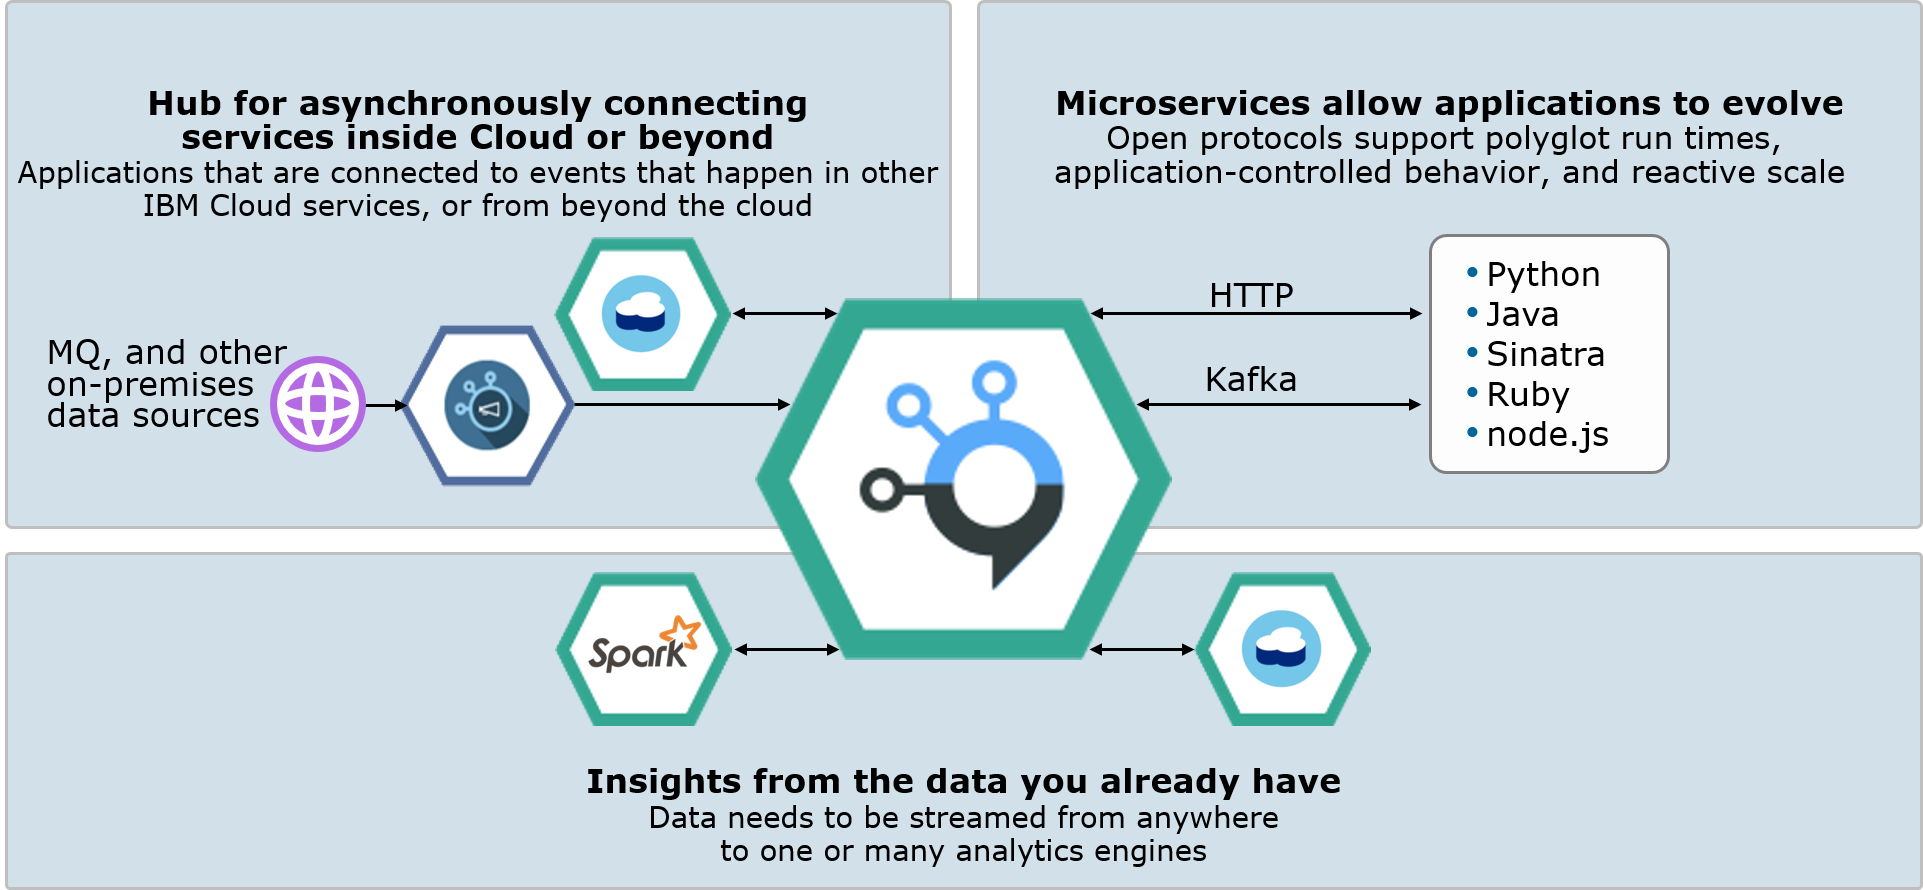 Hub for asynchronously connecting
services inside Cloud or beyond
Applications that are connected to events that happen in other
IBM Cloud services, or from beyond the cloud
MQ, and other
on-premises
data sources
Microservices allow applications to evolve
Open protocols support polyglot run times,
application-controlled behavior, and reactive scale
HTTP
Kafka
• Python
• Java
• Sinatra
• Ruby
• node.js
Spark
Insights from the data you already have
Data needs to be streamed from anywhere
to one or many analytics engines